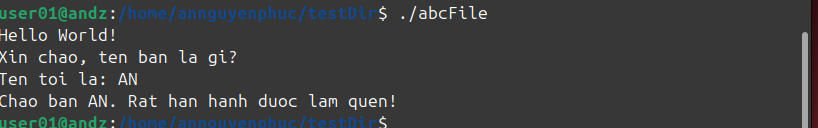 user01@andz:/home/annguyenphuc/testDir$ ./abcFile
Hello World!
Xin chao, ten ban la gi?
Ten toi la: AN
Chao ban AN. Rat han hanh duoc lam quen!
user01@andz:/home/annguyenphuc/testDir$